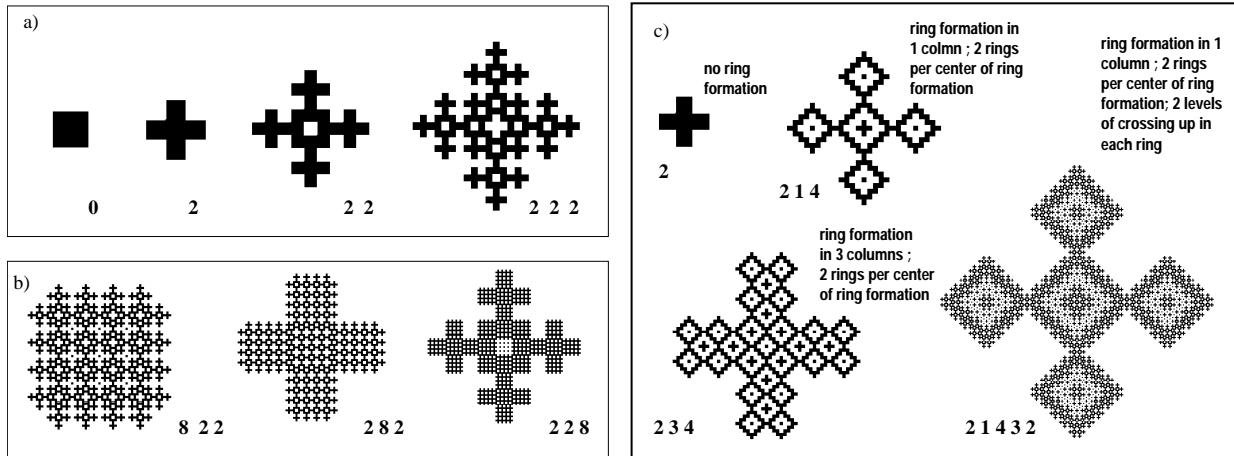 a)
0
2
2 2
2 2 2
b)
8 2 2
2 8 2
2 2 8
c)
no ring
formation
2
ring formation in
1 colmn ; 2 rings
per center of ring
formation
2 1 4
ring formation in 1
column ; 2 rings
per center of ring
formation; 2 levels
of crossing up in
each ring
ring formation
in 3 columns ;
2 rings per center
of ring formation
2 3 4
2 1 4 3 2